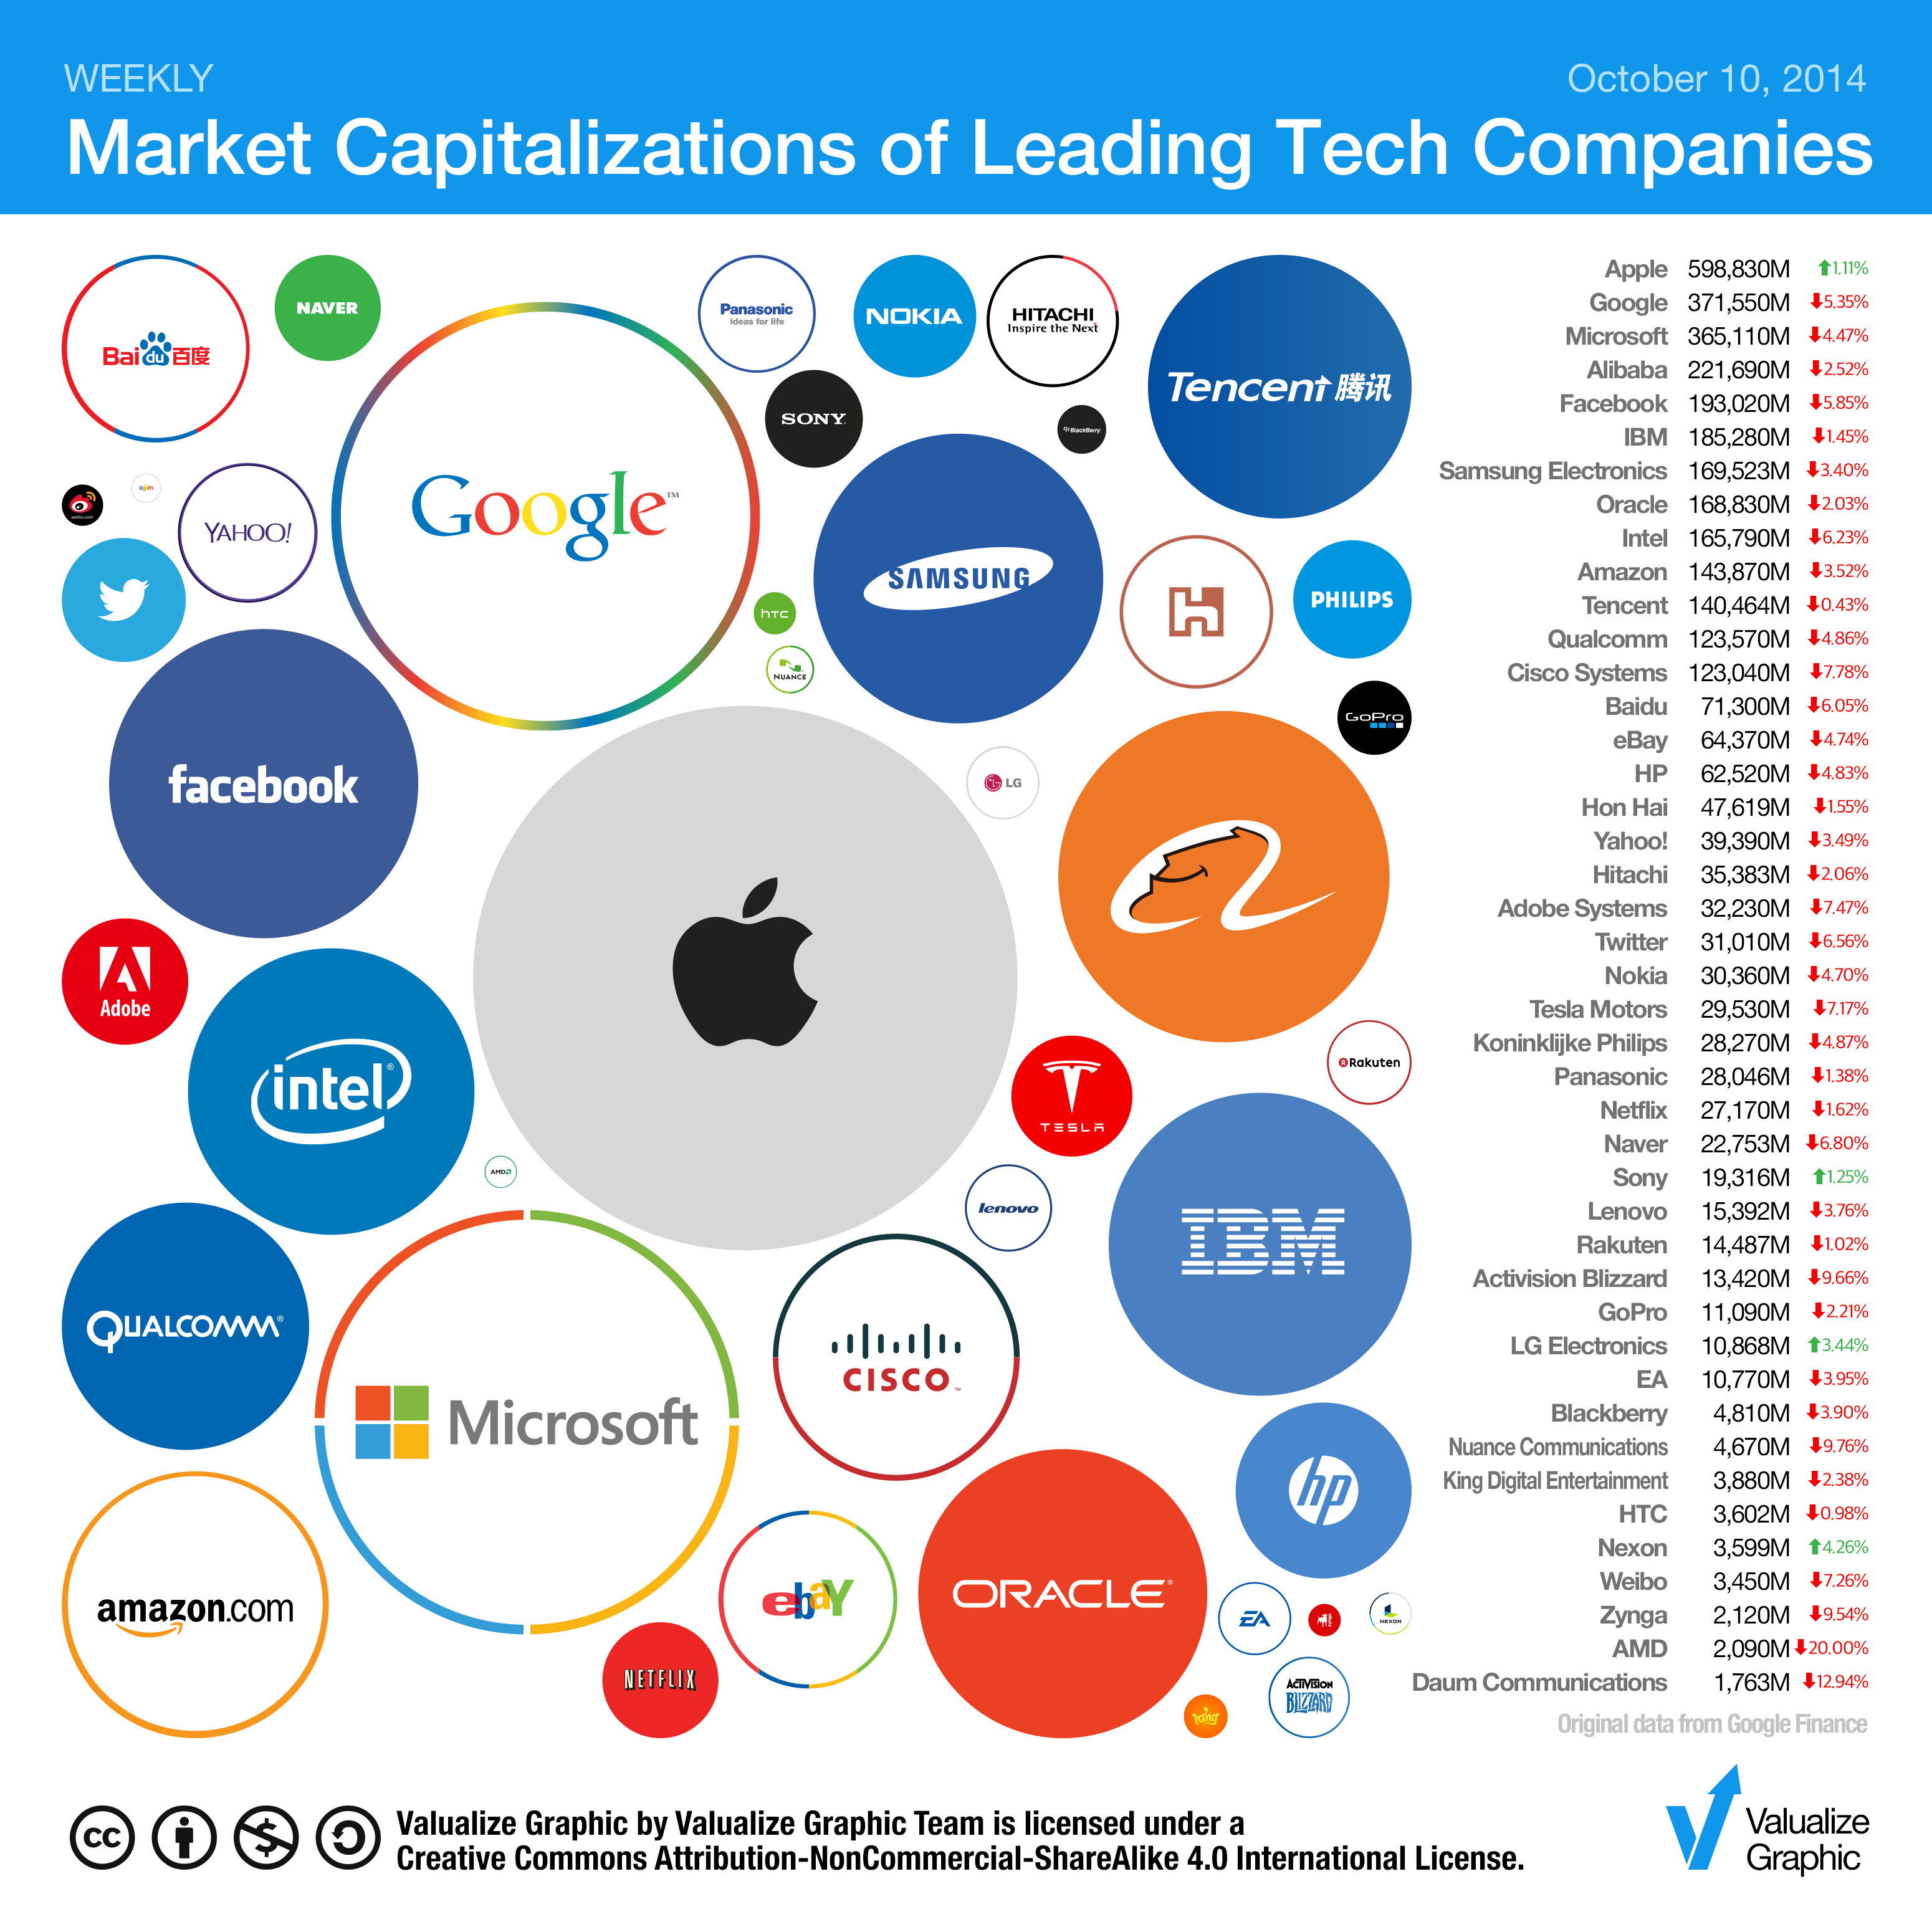 WEEKLY
October 10, 2014
Market Capitalizations of Leading Tech Companies
Baidu百度
NAVER
Google™
Panasonic
ideas for life
NOKIA
HITACHI
Inspire the Next
Tencent 腾讯
SONY
BlackBerry
weibo.com
Daum
YAHOO!
SAMSUNG
hTC
NUANCE
PHILIPS
GoPro
facebook
LG
Adobe
intel®
Rakuten
TESLA
AMD
lenovo
IBM
QUALCOMM®
Microsoft
CISCO™
hp
amazon.com
ebaY
ORACLE®
EA
NEXON
NETFLIX
King
ACTIVISION
BLIZZARD
Apple 598,830M 1.11%
Google 371,550M 5.35%
Microsoft 365,110M 4.47%
Alibaba 221,690M 2.52%
Facebook 193,020M 5.85%
IBM 185,280M 1.45%
Samsung Electronics 169,523M 3.40%
Oracle 168,830M 2.03%
Intel 165,790M 6.23%
Amazon 143,870M 3.52%
Tencent 140,464M 0.43%
Qualcomm 123,570M 4.86%
Cisco Systems 123,040M 7.78%
Baidu 71,300M 6.05%
eBay 64,370M 4.74%
HP 62,520M 4.83%
Hon Hai 47,619M 1.55%
Yahoo! 39,390M 3.49%
Hitachi 35,383M 2.06%
Adobe Systems 32,230M 7.47%
Twitter 31,010M 6.56%
Nokia 30,360M 4.70%
Tesla Motors 29,530M 7.17%
Koninklijke Philips 28,270M 4.87%
Panasonic 28,046M 1.38%
Netflix 27,170M 1.62%
Naver 22,753M 6.80%
Sony 19,316M 1.25%
Lenovo 15,392M 3.76%
Rakuten 14,487M 1.02%
Activision Blizzard 13,420M 9.66%
GoPro 11,090M 2.21%
LG Electronics 10,868M 3.44%
EA 10,770M 3.95%
Blackberry 4,810M 3.90%
Nuance Communications 4,670M 9.76%
King Digital Entertainment 3,880M 2.38%
HTC 3,602M 0.98%
Nexon 3,599M 4.26%
Weibo 3,450M 7.26%
Zynga 2,120M 9.54%
AMD 2,090M 20.00%
Daum Communications 1,763M 12.94%
Original data from Google Finance
cc
Valualize Graphic by Valualize Graphic Team is licensed under a
Creative Commons Attribution-NonCommercial-ShareAlike 4.0 International License.
Valualize
Graphic